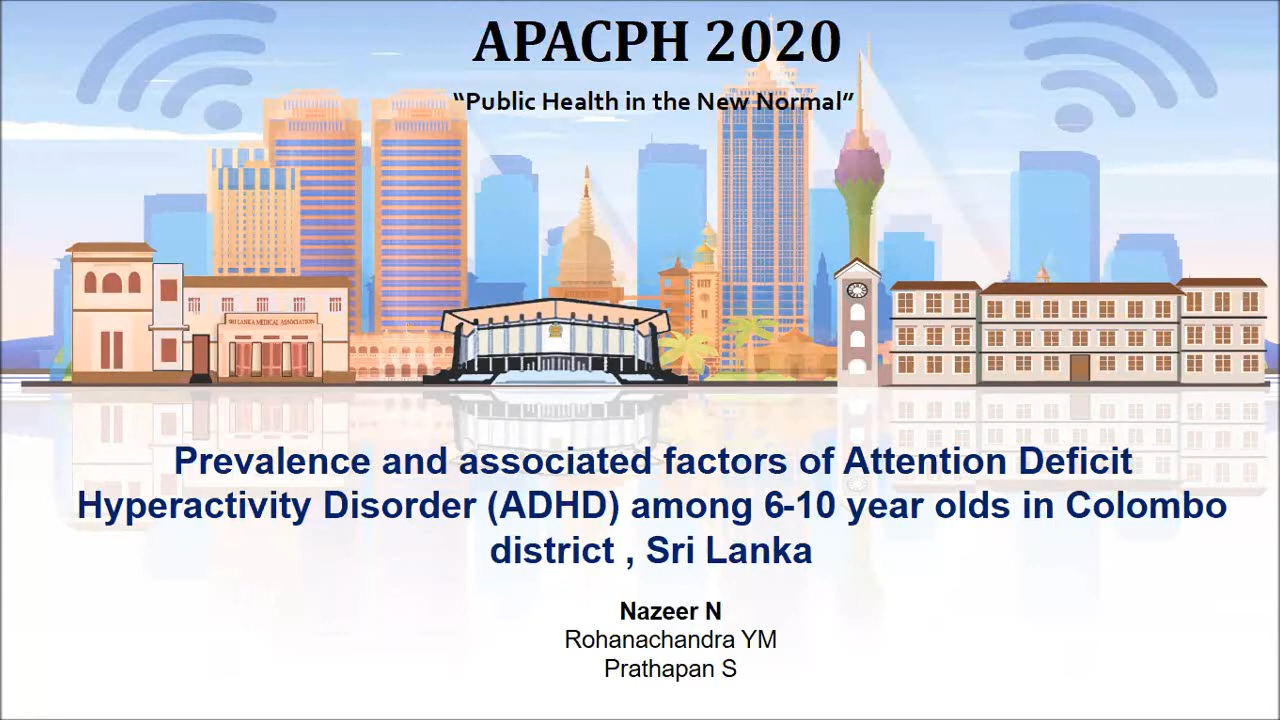 APACPH 2020
“Public Health in the New Normal”
SRI LANKA MEDICAL ASSOCIATION
Prevalence and associated factors of Attention Deficit
Hyperactivity Disorder (ADHD) among 6-10 year olds in Colombo
district , Sri Lanka
Nazeer N
Rohanachandra YM
Prathapan S